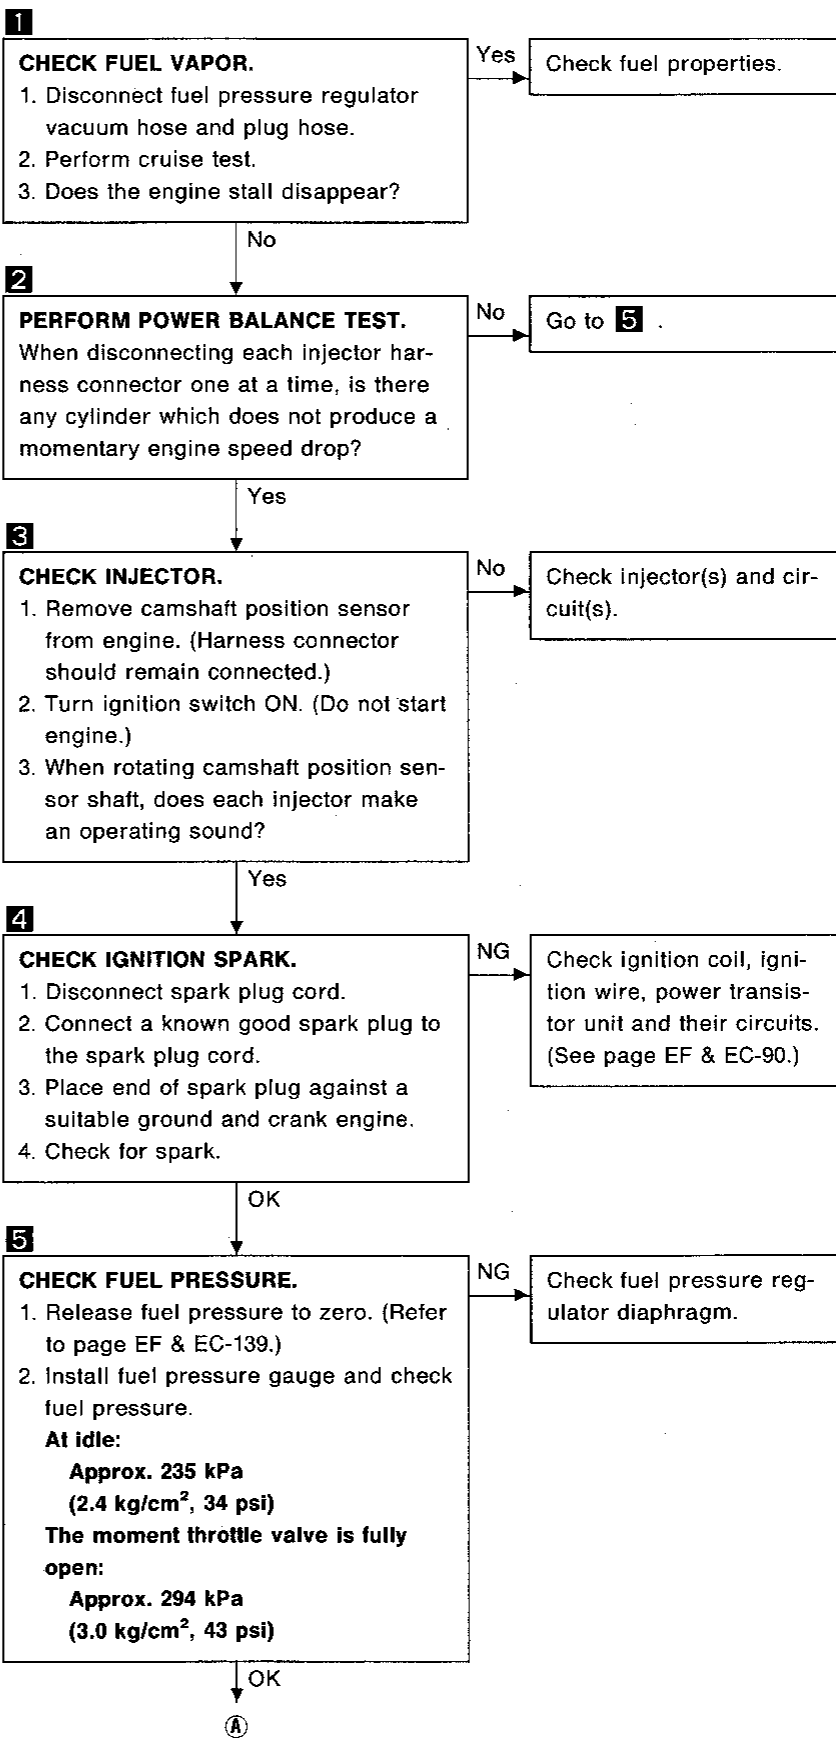 1
CHECK FUEL VAPOR.
1. Disconnect fuel pressure regulator
vacuum hose and plug hose.
2. Perform cruise test.
3. Does the engine stall disappear?
Yes
Check fuel properties.
No
2
PERFORM POWER BALANCE TEST.
When disconnecting each injector har-
ness connector one at a time, is there
any cylinder which does not produce a
momentary engine speed drop?
No
Go to 5 .
Yes
3
CHECK INJECTOR.
1. Remove camshaft position sensor
from engine. (Harness connector
should remain connected.)
2. Turn ignition switch ON. (Do not start
engine.)
3. When rotating camshaft position sen-
sor shaft, does each injector make
an operating sound?
No
Check injector(s) and cir-
cuit(s).
Yes
4
CHECK IGNITION SPARK.
1. Disconnect spark plug cord.
2. Connect a known good spark plug to
the spark plug cord.
3. Place end of spark plug against a
suitable ground and crank engine.
4. Check for spark.
NG
Check ignition coil, igni-
tion wire, power transis-
tor unit and their circuits.
(See page EF & EC-90.)
OK
5
CHECK FUEL PRESSURE.
1. Release fuel pressure to zero. (Refer
to page EF & EC-139.)
2. Install fuel pressure gauge and check
fuel pressure.
At idle:
Approx. 235 kPa
(2.4 kg/cm², 34 psi)
The moment throttle valve is fully
open:
Approx. 294 kPa
(3.0 kg/cm², 43 psi)
NG
Check fuel pressure reg-
ulator diaphragm.
OK
Ⓐ